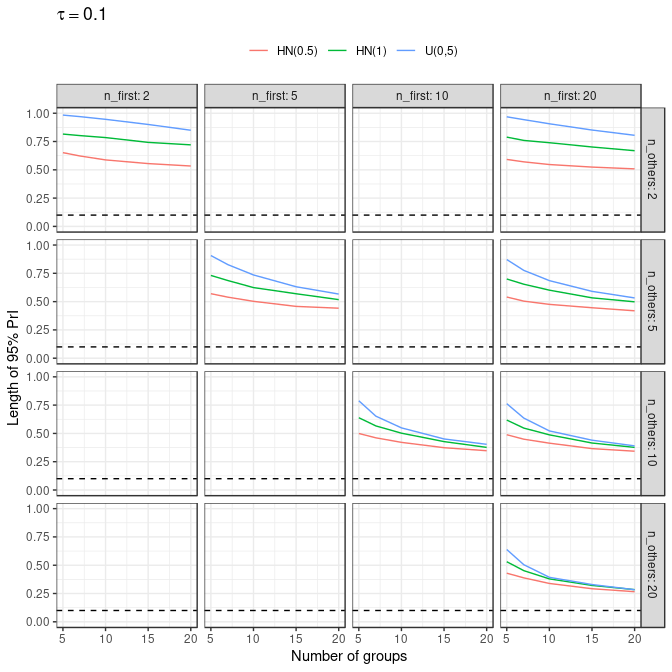 τ = 0.1
HN(0.5) HN(1) U(0,5)
n_first: 2 n_first: 5 n_first: 10 n_first: 20
1.00
0.75
0.50
0.25
0.00
n_others: 2
1.00
0.75
0.50
0.25
0.00
n_others: 5
1.00
0.75
0.50
0.25
0.00
n_others: 10
1.00
0.75
0.50
0.25
0.00
n_others: 20
Length of 95% PrI
5 10 15 20 5 10 15 20 5 10 15 20 5 10 15 20
Number of groups